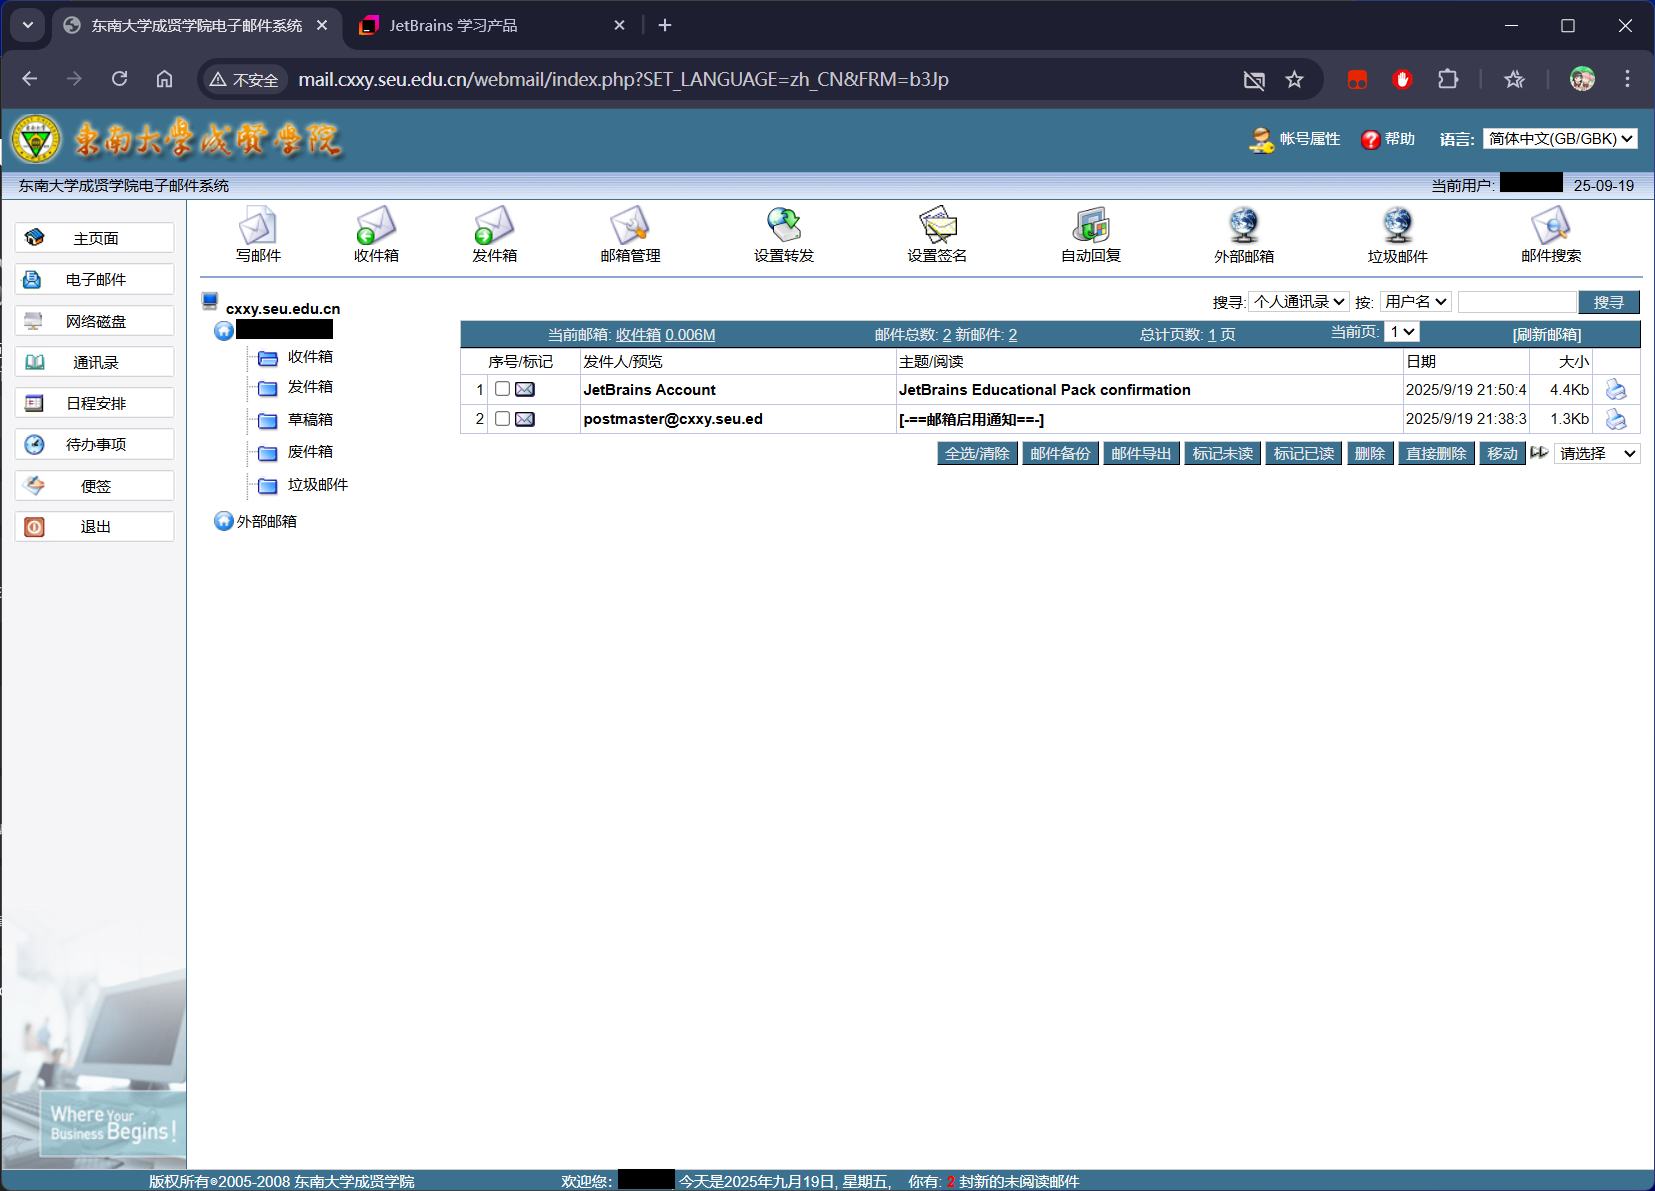 东南大学成贤学院电子邮件系统
JetBrains 学习产品
不安全
mail.cxxy.seu.edu.cn/webmail/index.php?SET_LANGUAGE=zh_CN&FRM=b3Jp
东南大学成贤学院
帐号属性
帮助
语言:
简体中文(GB/GBK)
东南大学成贤学院电子邮件系统
当前用户:
25-09-19
主页面
电子邮件
网络磁盘
通讯录
日程安排
待办事项
便签
退出
写邮件
收件箱
发件箱
邮箱管理
设置转发
设置签名
自动回复
外部邮箱
垃圾邮件
邮件搜索
cxxy.seu.edu.cn
收件箱
发件箱
草稿箱
废件箱
垃圾邮件
外部邮箱
搜寻: 个人通讯录 按: 用户名 搜寻
当前邮箱: 收件箱 0.006M 邮件总数: 2 新邮件: 2 总计页数: 1 页 当前页: 1 [刷新邮箱]
序号/标记 发件人/预览 主题/阅读 日期 大小
1 JetBrains Account JetBrains Educational Pack confirmation 2025/9/19 21:50:4 4.4Kb
2 postmaster@cxxy.seu.ed [-==邮箱启用通知==-] 2025/9/19 21:38:3 1.3Kb
全选/清除 邮件备份 邮件导出 标记未读 标记已读 删除 直接删除 移动 请选择
Where Your
Business Begins!
版权所有©2005-2008 东南大学成贤学院
欢迎您: 今天是2025年九月19日, 星期五, 你有: 2 封新的未阅读邮件